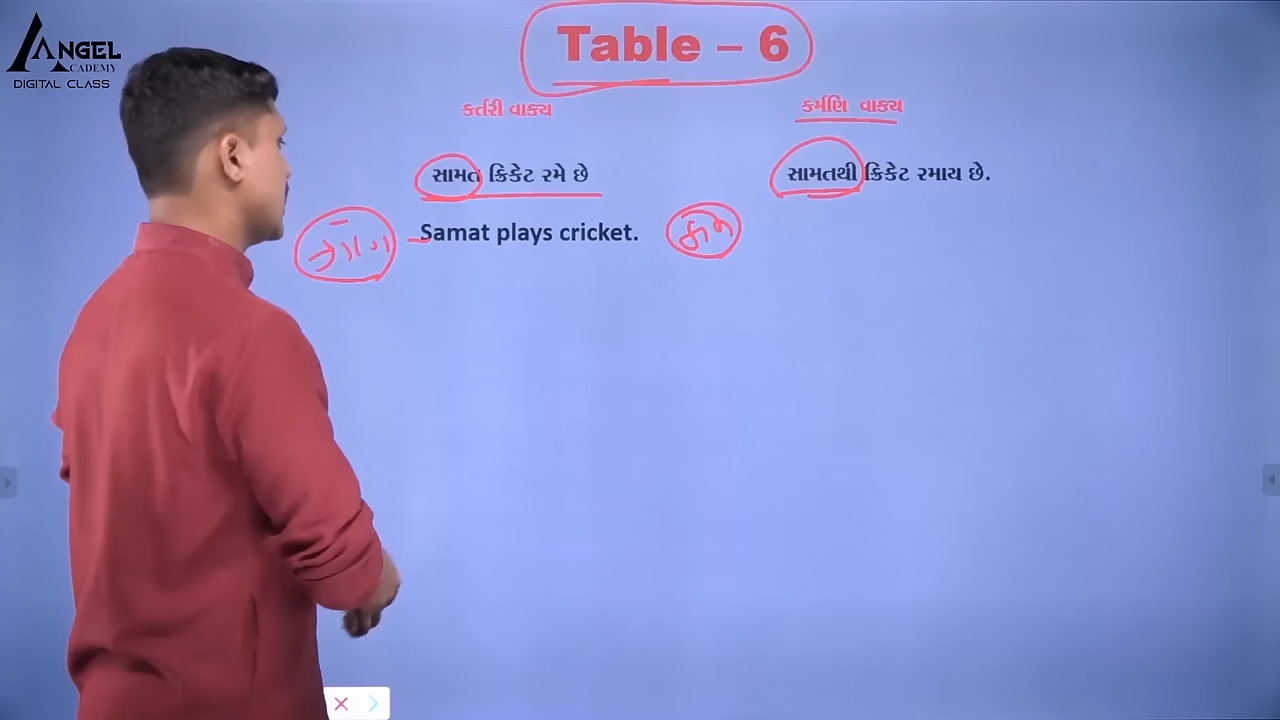 ANGEL
ACADEMY
DIGITAL CLASS
Table – 6
કર્તરી વાક્ય
કર્મણિ વાક્ય
સામત ક્રિકેટ રમે છે
સામતથી ક્રિકેટ રમાય છે.
Samat plays cricket.